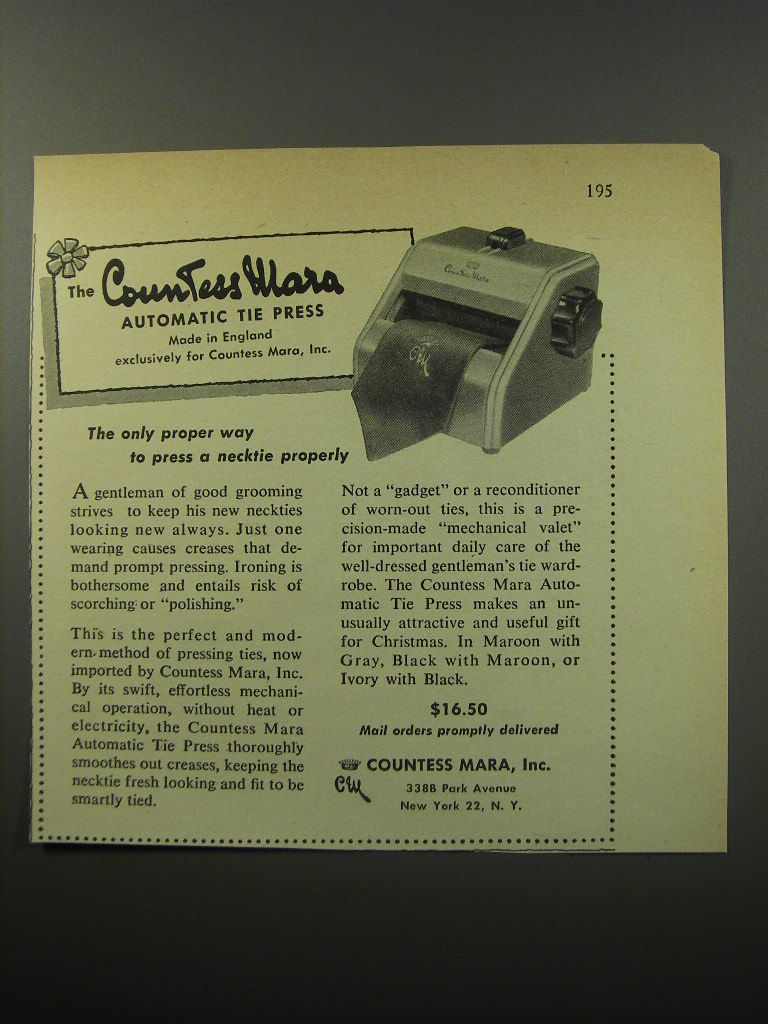 195
The Countess Mara
AUTOMATIC TIE PRESS
Made in England
exclusively for Countess Mara, Inc.
Countess Mara
CM
The only proper way
to press a necktie properly
A gentleman of good grooming
strives to keep his new neckties
looking new always. Just one
wearing causes creases that de-
mand prompt pressing. Ironing is
bothersome and entails risk of
scorching or “polishing.”
This is the perfect and mod-
ern method of pressing ties, now
imported by Countess Mara, Inc.
By its swift, effortless mechani-
cal operation, without heat or
electricity, the Countess Mara
Automatic Tie Press thoroughly
smoothes out creases, keeping the
necktie fresh looking and fit to be
smartly tied.
Not a “gadget” or a reconditioner
of worn-out ties, this is a pre-
cision-made “mechanical valet”
for important daily care of the
well-dressed gentleman's tie ward-
robe. The Countess Mara Auto-
matic Tie Press makes an un-
usually attractive and useful gift
for Christmas. In Maroon with
Gray, Black with Maroon, or
Ivory with Black.
$16.50
Mail orders promptly delivered
COUNTESS MARA, Inc.
CM
338B Park Avenue
New York 22, N. Y.